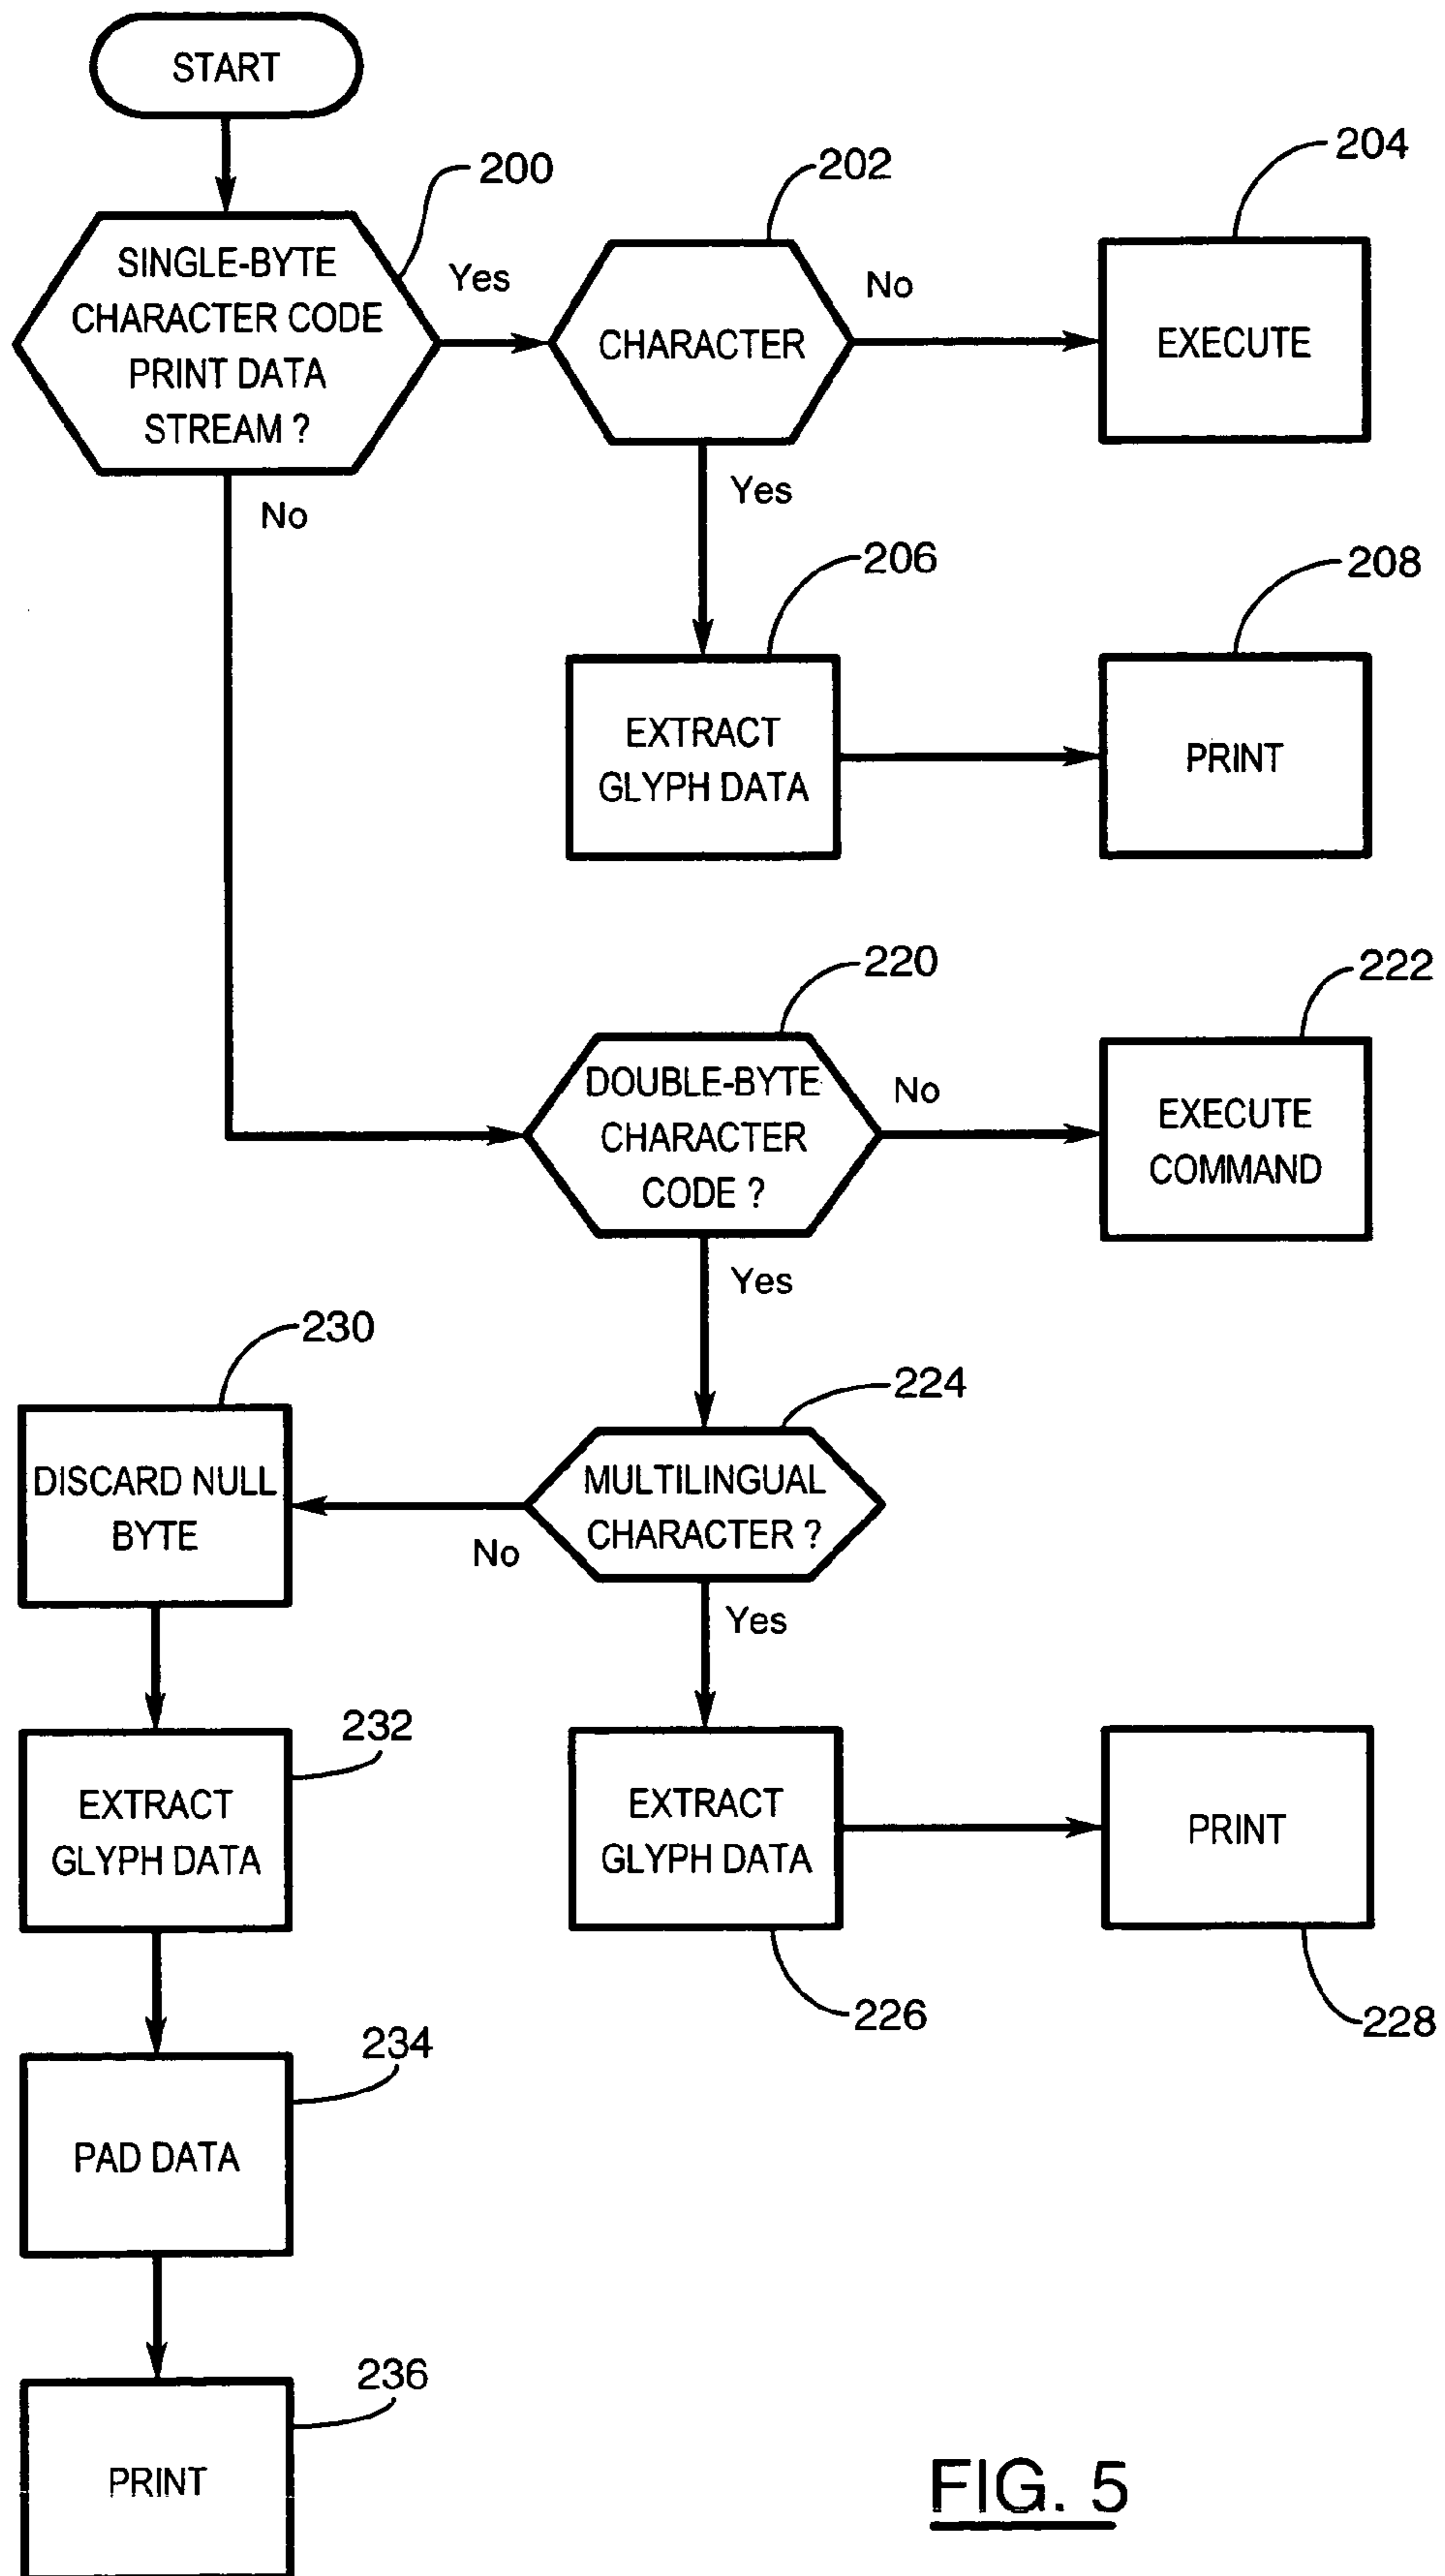 START
200
202
204
SINGLE-BYTE
CHARACTER CODE
PRINT DATA
STREAM ?
Yes
CHARACTER
No
EXECUTE
No
Yes
206
208
EXTRACT
GLYPH DATA
PRINT
220
222
DOUBLE-BYTE
CHARACTER
CODE ?
No
EXECUTE
COMMAND
Yes
230
224
DISCARD NULL
BYTE
No
MULTILINGUAL
CHARACTER ?
Yes
232
EXTRACT
GLYPH DATA
EXTRACT
GLYPH DATA
PRINT
226
228
234
PAD DATA
236
PRINT
FIG. 5